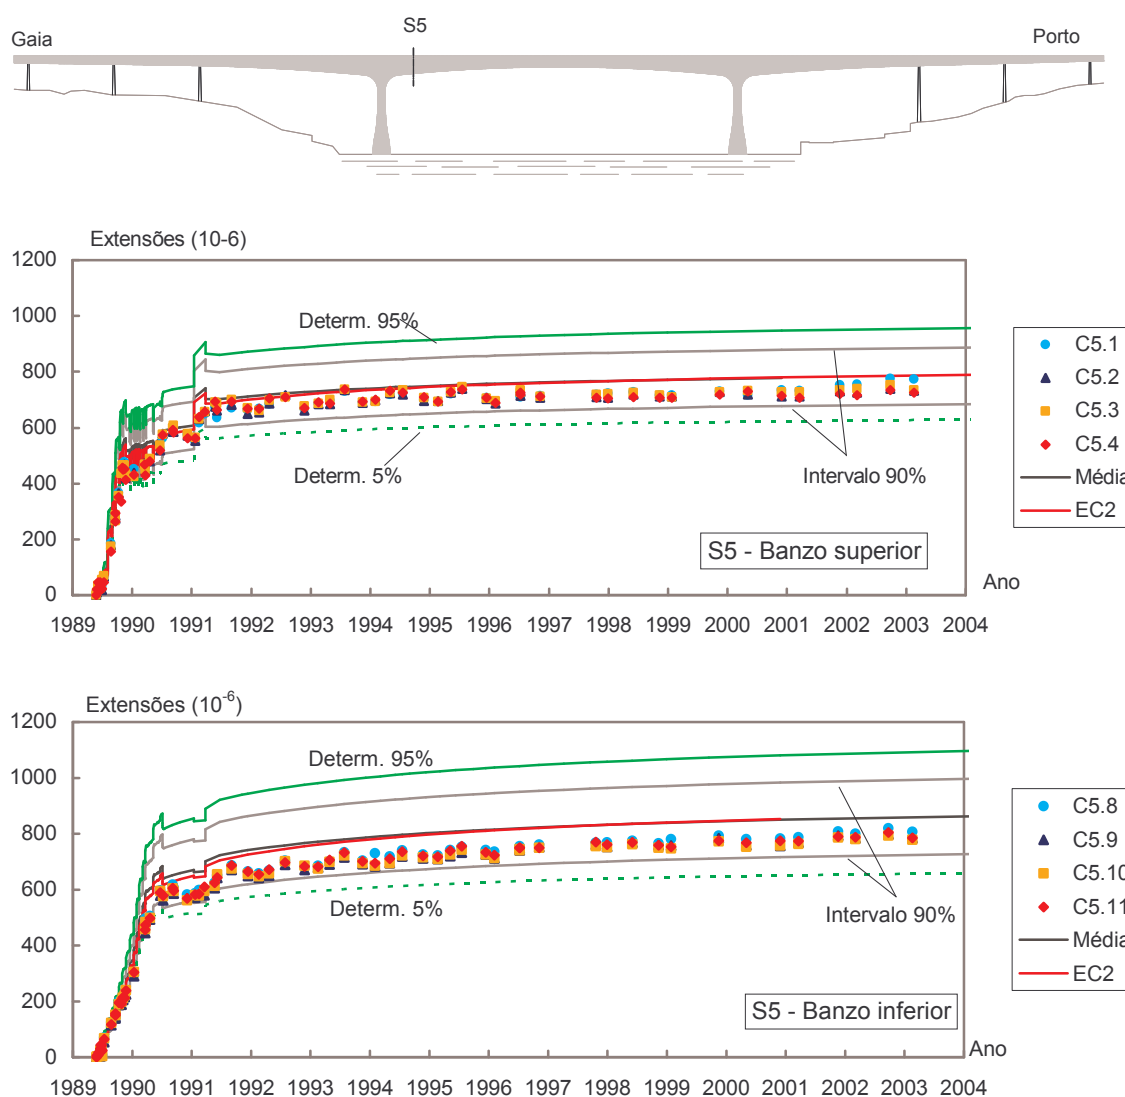 S5
Gaia
Porto
Extensões (10-6)
1200
1000
800
600
400
200
0
Determ. 95%
Determ. 5%
Intervalo 90%
S5 - Banzo superior
Ano
1989 1990 1991 1992 1993 1994 1995 1996 1997 1998 1999 2000 2001 2002 2003 2004
C5.1
C5.2
C5.3
C5.4
Média
EC2
Extensões (10-6)
1200
1000
800
600
400
200
0
Determ. 95%
Determ. 5%
Intervalo 90%
S5 - Banzo inferior
Ano
1989 1990 1991 1992 1993 1994 1995 1996 1997 1998 1999 2000 2001 2002 2003 2004
C5.8
C5.9
C5.10
C5.11
Média
EC2